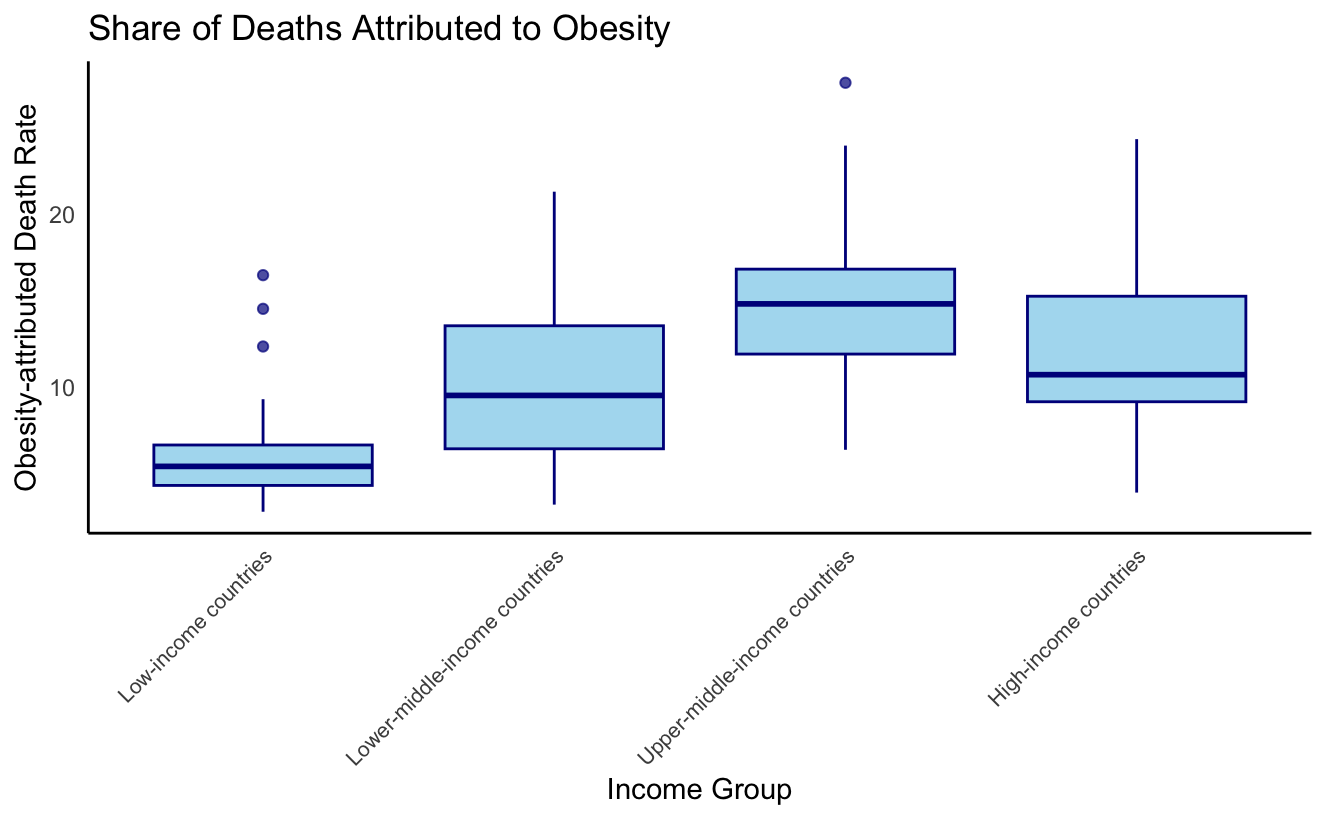 Share of Deaths Attributed to Obesity
Obesity-attributed Death Rate
20
10
Low-income countries
Lower-middle-income countries
Upper-middle-income countries
High-income countries
Income Group